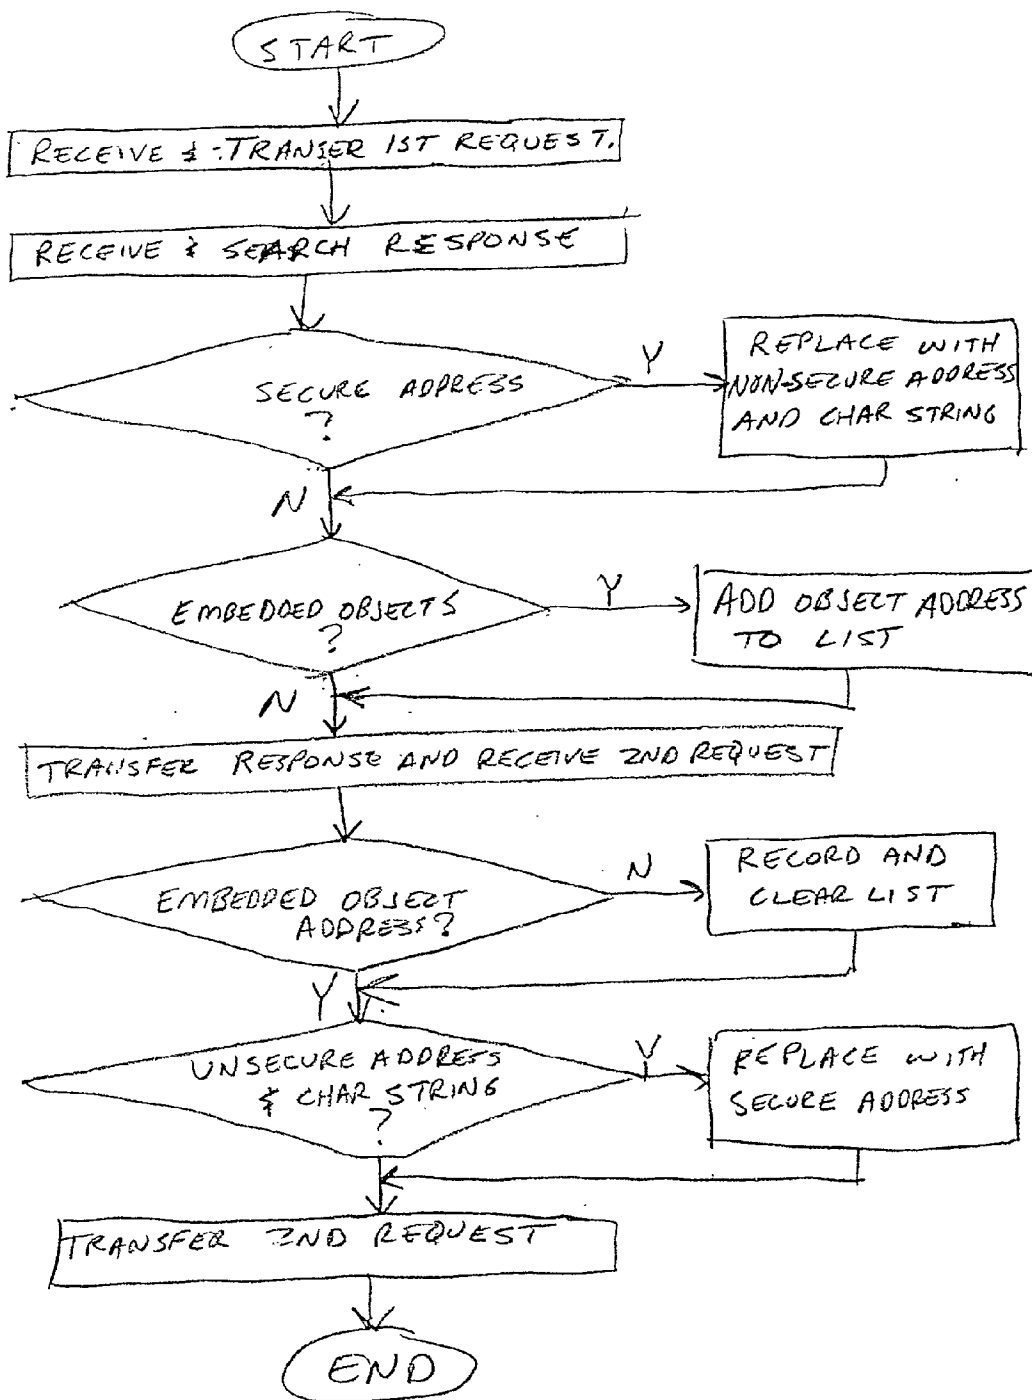 START
RECEIVE & TRANSER 1ST REQUEST.
RECEIVE & SEARCH RESPONSE
SECURE ADDRESS
?
Y
REPLACE WITH
NON-SECURE ADDRESS
AND CHAR STRING
N
EMBEDDED OBJECTS
?
Y
ADD OBJECT ADDRESS
TO LIST
N
TRANSFER RESPONSE AND RECEIVE 2ND REQUEST
EMBEDDED OBJECT
ADDRESS?
N
RECORD AND
CLEAR LIST
Y
UNSECURE ADDRESS
& CHAR STRING
?
Y
REPLACE WITH
SECURE ADDRESS
TRANSFER 2ND REQUEST
END